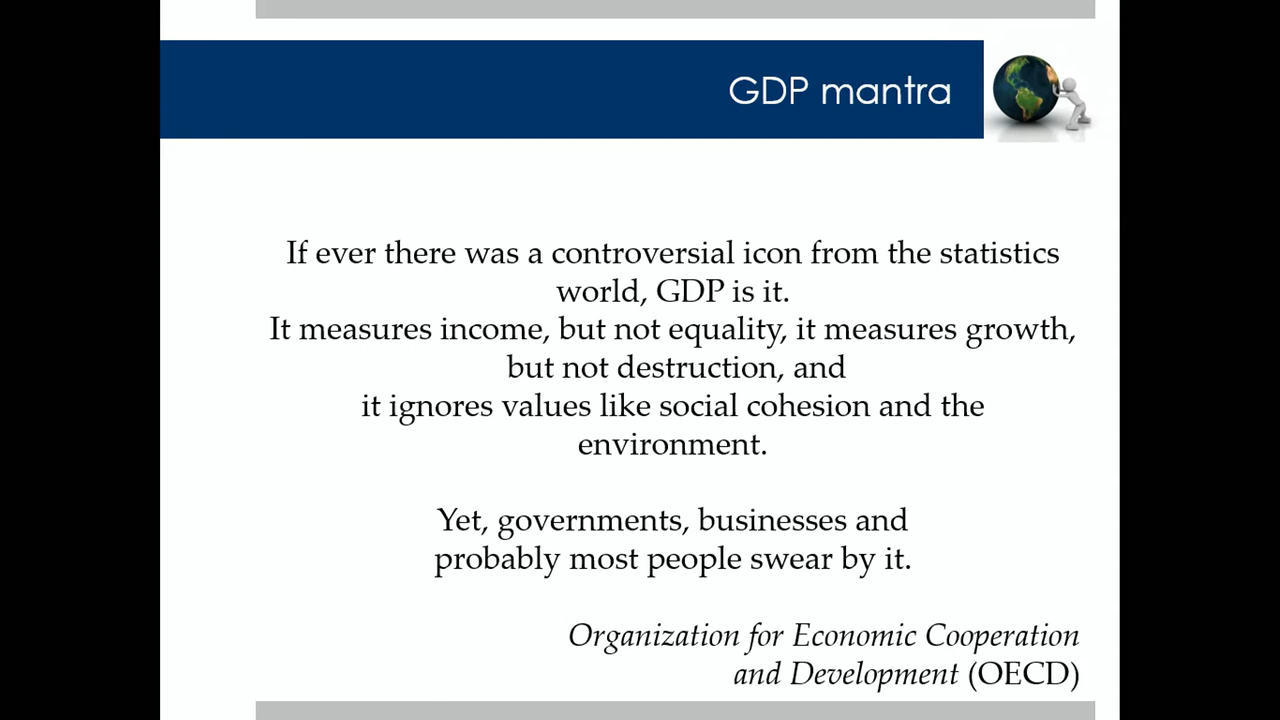 GDP mantra
If ever there was a controversial icon from the statistics
world, GDP is it.
It measures income, but not equality, it measures growth,
but not destruction, and
it ignores values like social cohesion and the
environment.
Yet, governments, businesses and
probably most people swear by it.
Organization for Economic Cooperation
and Development (OECD)